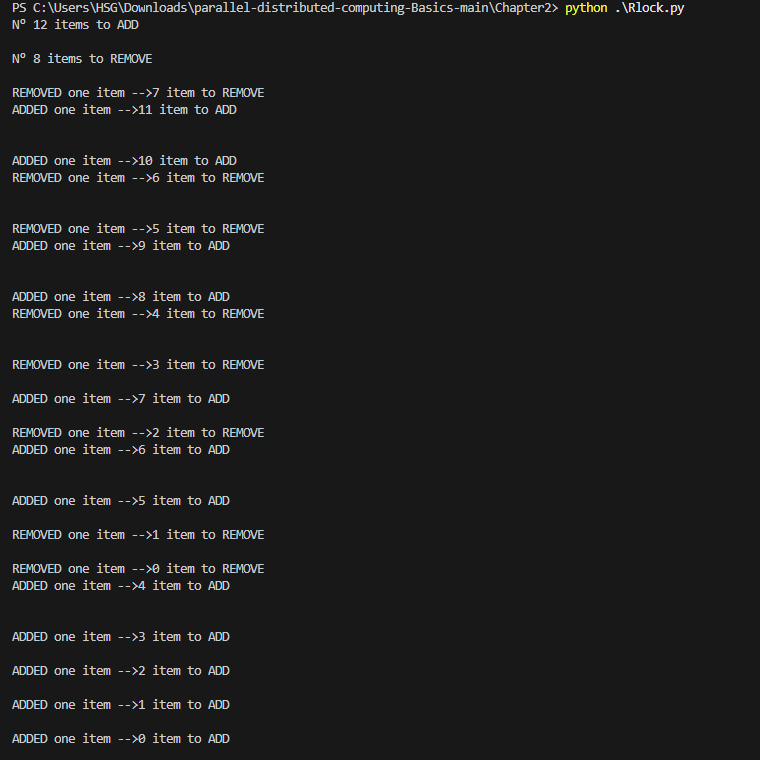 PS C:\Users\HSG\Downloads\parallel-distributed-computing-Basics-main\Chapter2> python .\Rlock.py
N° 12 items to ADD
N° 8 items to REMOVE
REMOVED one item -->7 item to REMOVE
ADDED one item -->11 item to ADD
ADDED one item -->10 item to ADD
REMOVED one item -->6 item to REMOVE
REMOVED one item -->5 item to REMOVE
ADDED one item -->9 item to ADD
ADDED one item -->8 item to ADD
REMOVED one item -->4 item to REMOVE
REMOVED one item -->3 item to REMOVE
ADDED one item -->7 item to ADD
REMOVED one item -->2 item to REMOVE
ADDED one item -->6 item to ADD
ADDED one item -->5 item to ADD
REMOVED one item -->1 item to REMOVE
REMOVED one item -->0 item to REMOVE
ADDED one item -->4 item to ADD
ADDED one item -->3 item to ADD
ADDED one item -->2 item to ADD
ADDED one item -->1 item to ADD
ADDED one item -->0 item to ADD